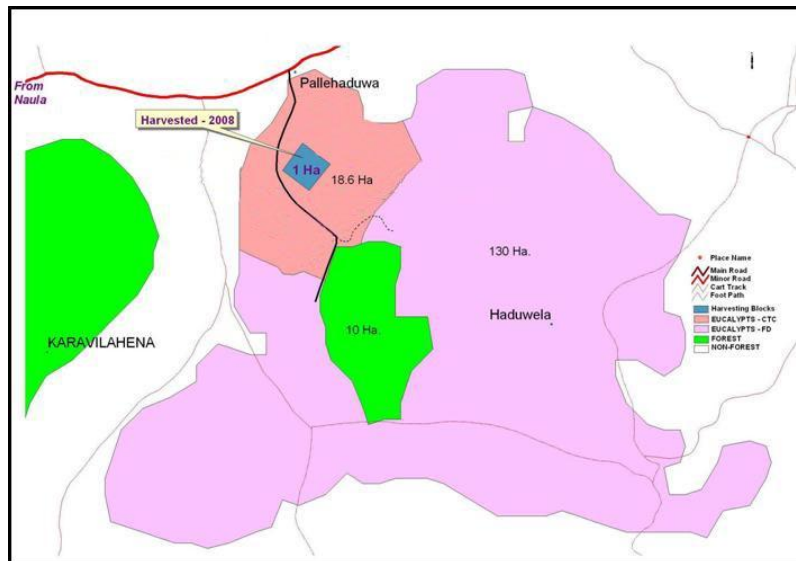 Pallehaduwa
From
Naula
Harvested - 2008
1 Ha
18.6 Ha
130 Ha.
Haduwela
10 Ha.
KARAVILAHENA
Place Name
Main Road
Minor Road
Cart Track
Foot Path
Harvesting Blocks
EUCALYPTS - CTC
EUCALYPTS - FD
FOREST
NON-FOREST